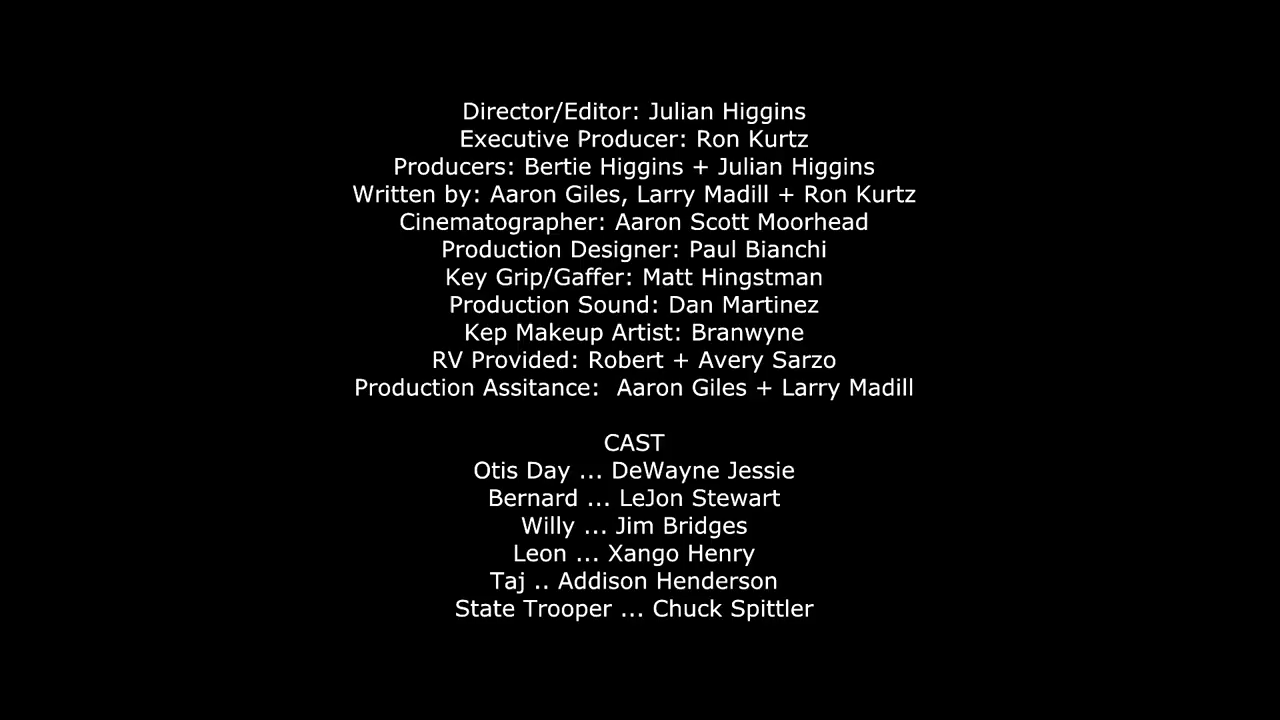 Director/Editor: Julian Higgins
Executive Producer: Ron Kurtz
Producers: Bertie Higgins + Julian Higgins
Written by: Aaron Giles, Larry Madill + Ron Kurtz
Cinematographer: Aaron Scott Moorhead
Production Designer: Paul Bianchi
Key Grip/Gaffer: Matt Hingstman
Production Sound: Dan Martinez
Kep Makeup Artist: Branwyne
RV Provided: Robert + Avery Sarzo
Production Assitance:  Aaron Giles + Larry Madill
CAST
Otis Day ... DeWayne Jessie
Bernard ... LeJon Stewart
Willy ... Jim Bridges
Leon ... Xango Henry
Taj .. Addison Henderson
State Trooper ... Chuck Spittler